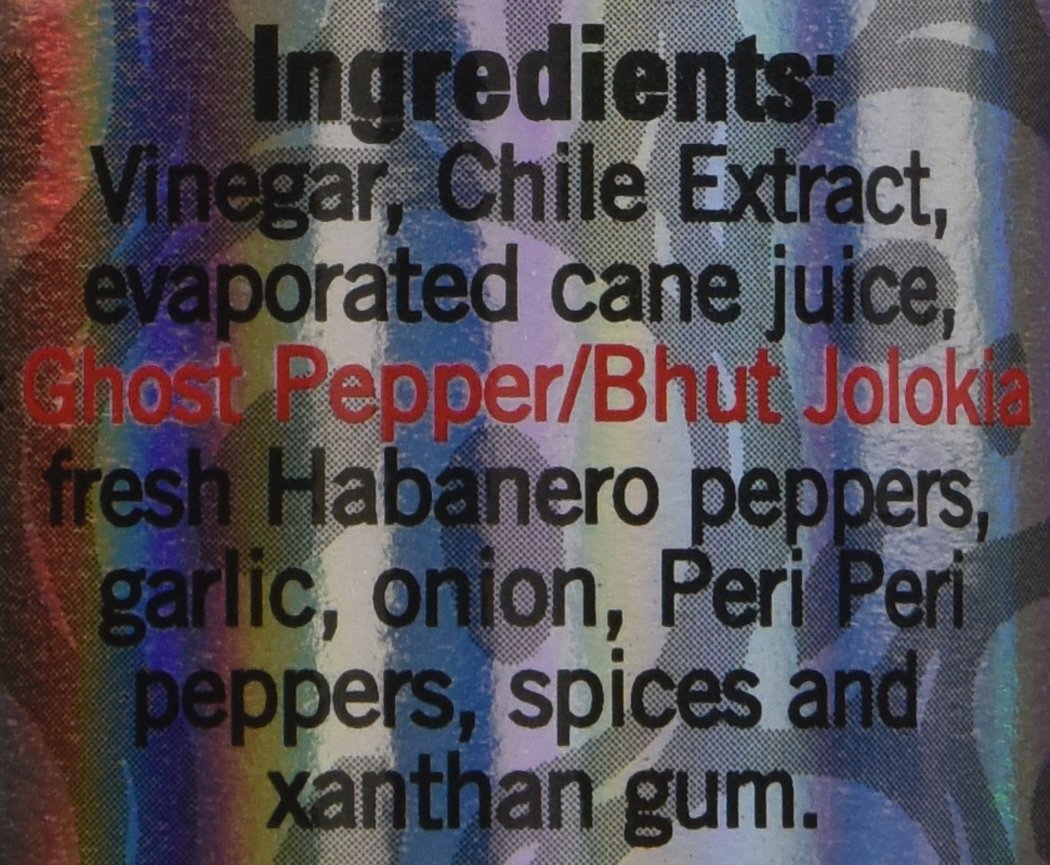 Ingredients:
Vinegar, Chile Extract,
evaporated cane juice,
Ghost Pepper/Bhut Jolokia
fresh Habanero peppers,
garlic, onion, Peri Peri
peppers, spices and
xanthan gum.